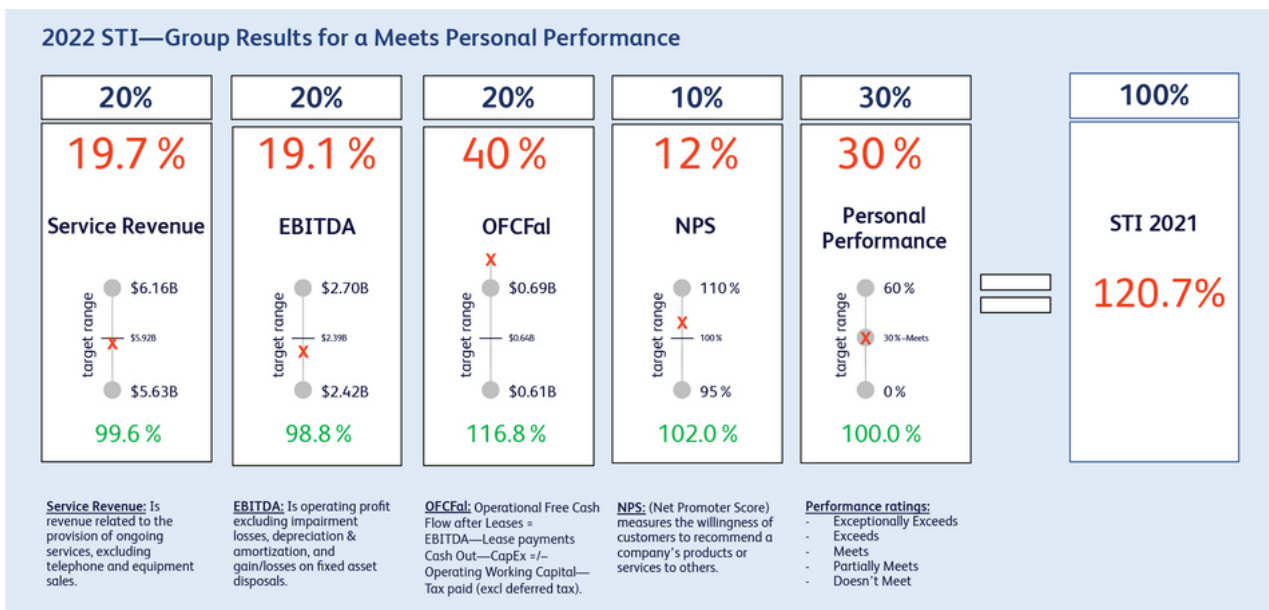 2022 STI—Group Results for a Meets Personal Performance
20%
19.7%
Service Revenue
target range
$6.16B
X
$5.92B
$5.63B
99.6%
20%
19.1%
EBITDA
target range
$2.70B
$2.39B
X
$2.42B
98.8%
20%
40%
OFCFal
X
target range
$0.69B
$0.64B
$0.61B
116.8%
10%
12%
NPS
target range
110%
X
100%
95%
102.0%
30%
30%
Personal
Performance
target range
60%
X
30%-Meets
0%
100.0%
100%
STI 2021
120.7%
Service Revenue: Is
revenue related to the
provision of ongoing
services, excluding
telephone and equipment
sales.
EBITDA: Is operating profit
excluding impairment
losses, depreciation &
amortization, and
gain/losses on fixed asset
disposals.
OFCFal: Operational Free Cash
Flow after Leases =
EBITDA—Lease payments
Cash Out—CapEx =/–
Operating Working Capital—
Tax paid (excl deferred tax).
NPS: (Net Promoter Score)
measures the willingness of
customers to recommend a
company's products or
services to others.
Performance ratings:
- Exceptionally Exceeds
- Exceeds
- Meets
- Partially Meets
- Doesn't Meet